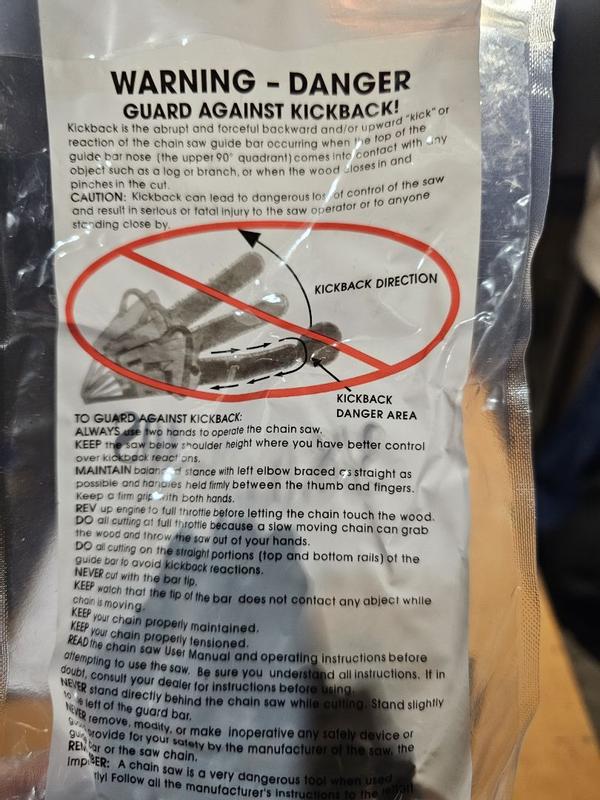 WARNING – DANGER
GUARD AGAINST KICKBACK!
Kickback is the abrupt and forceful backward and/or upward "kick" or
reaction of the chain saw guide bar occurring when the top of the
guide bar nose (the upper 90° quadrant) comes into contact with any
object such as a log or branch, or when the wood closes in and
pinches in the cut.
CAUTION: Kickback can lead to dangerous loss of control of the saw
and result in serious or fatal injury to the saw operator or to anyone
standing close by.
KICKBACK DIRECTION
KICKBACK
DANGER AREA
TO GUARD AGAINST KICKBACK:
ALWAYS use two hands to operate the chain saw.
KEEP the saw below shoulder height where you have better control
over kickback reactions.
MAINTAIN balanced stance with left elbow braced as straight as
possible and handles held firmly between the thumb and fingers.
Keep a firm grip with both hands.
REV up engine to full throttle before letting the chain touch the wood.
DO all cutting at full throttle because a slow moving chain can grab
the wood and throw the saw out of your hands.
DO all cutting on the straight portions (top and bottom rails) of the
guide bar to avoid kickback reactions.
NEVER cut with the bar tip.
KEEP watch that the tip of the bar does not contact any abject while
chain is moving.
KEEP your chain properly maintained.
KEEP your chain properly tensioned.
READ the chain saw User Manual and operating instructions before
attempting to use the saw. Be sure you understand all instructions. If in
doubt, consult your dealer for instructions before using.
NEVER stand directly behind the chain saw while cutting. Stand slightly
to the left of the guard bar.
NEVER remove, modify, or make inoperative any safety device or
provide for your safety by the manufacturer of the saw, the
bar or the saw chain.
A chain saw is a very dangerous tool when used
Follow all the manufacturer's instructions to the